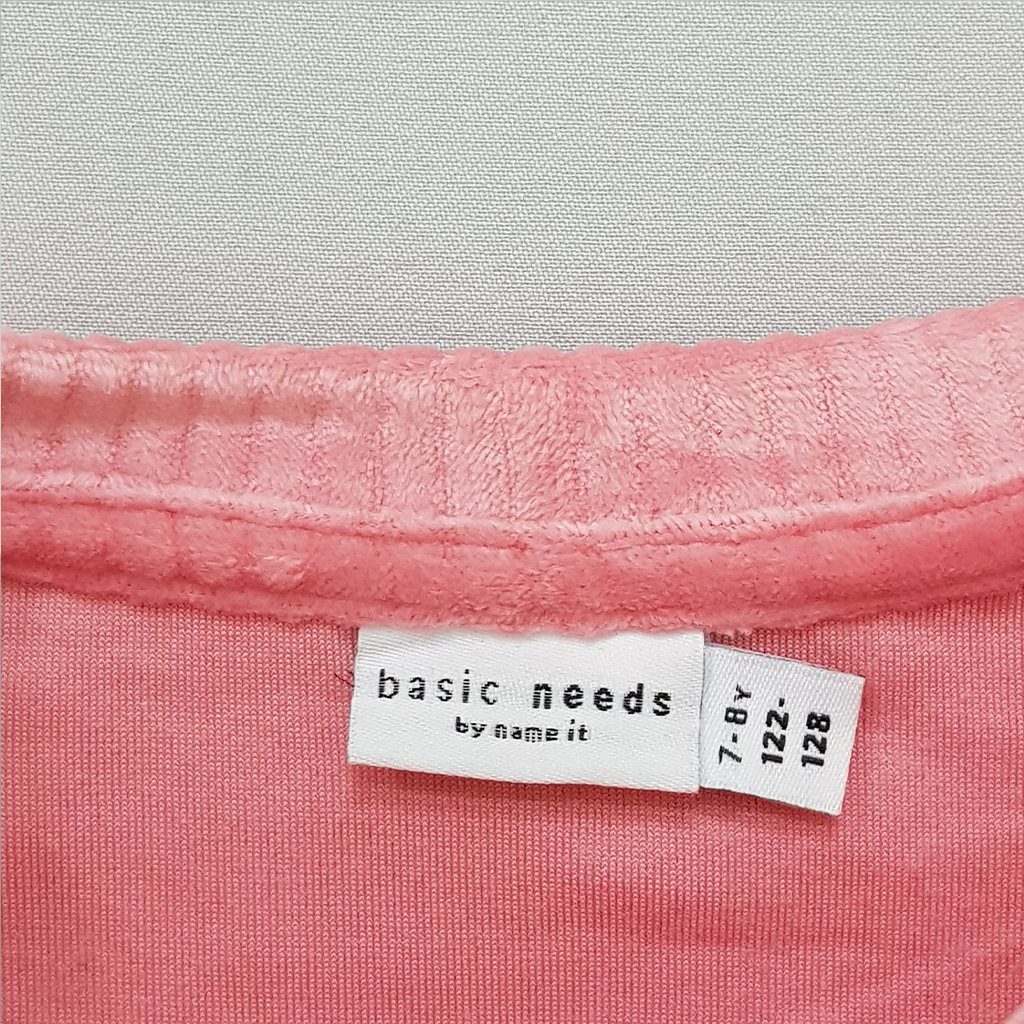 basic needs
by name it
7-8Y
122-
128